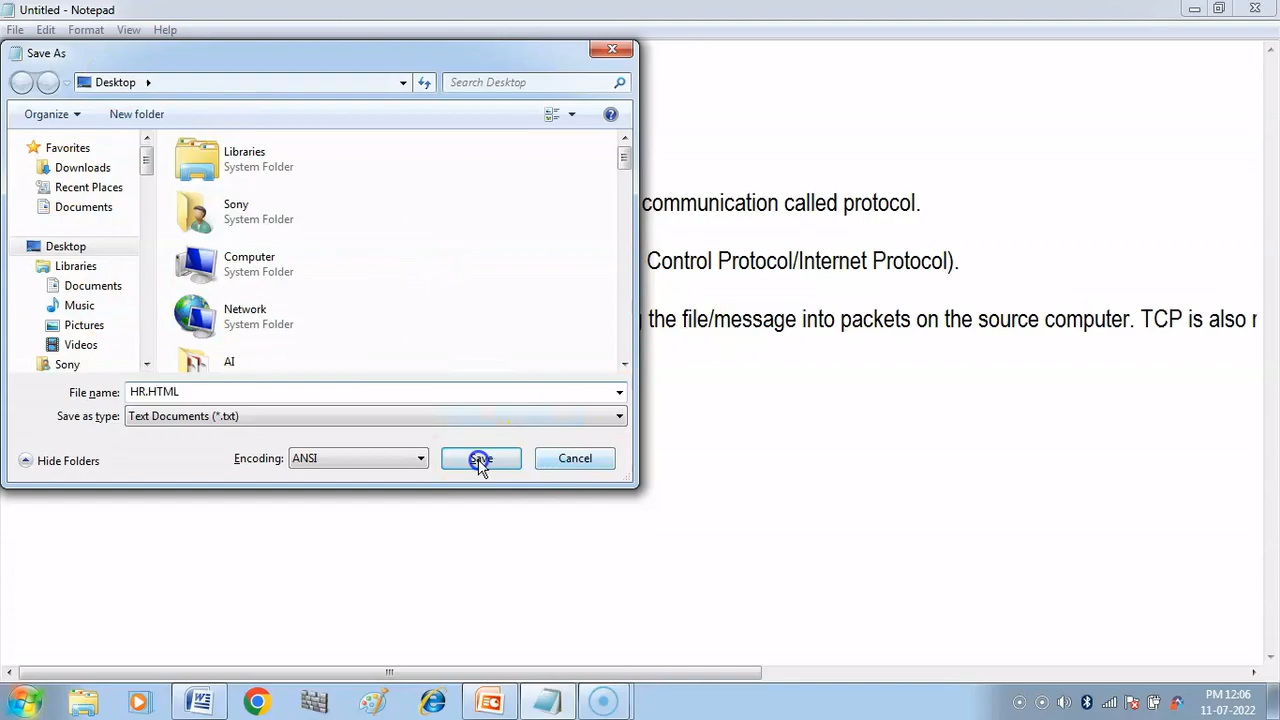 Untitled - Notepad
File Edit Format View Help
Save As
Desktop
Search Desktop
Organize New folder
Favorites
Downloads
Recent Places
Documents
Desktop
Libraries
Documents
Music
Pictures
Videos
Sony
Libraries
System Folder
Sony
System Folder
Computer
System Folder
Network
System Folder
AI
File name: HR.HTML
Save as type: Text Documents (*.txt)
Hide Folders Encoding: ANSI Save Cancel
communication called protocol.
Control Protocol/Internet Protocol).
the file/message into packets on the source computer. TCP is also
PM 12:06
11-07-2022